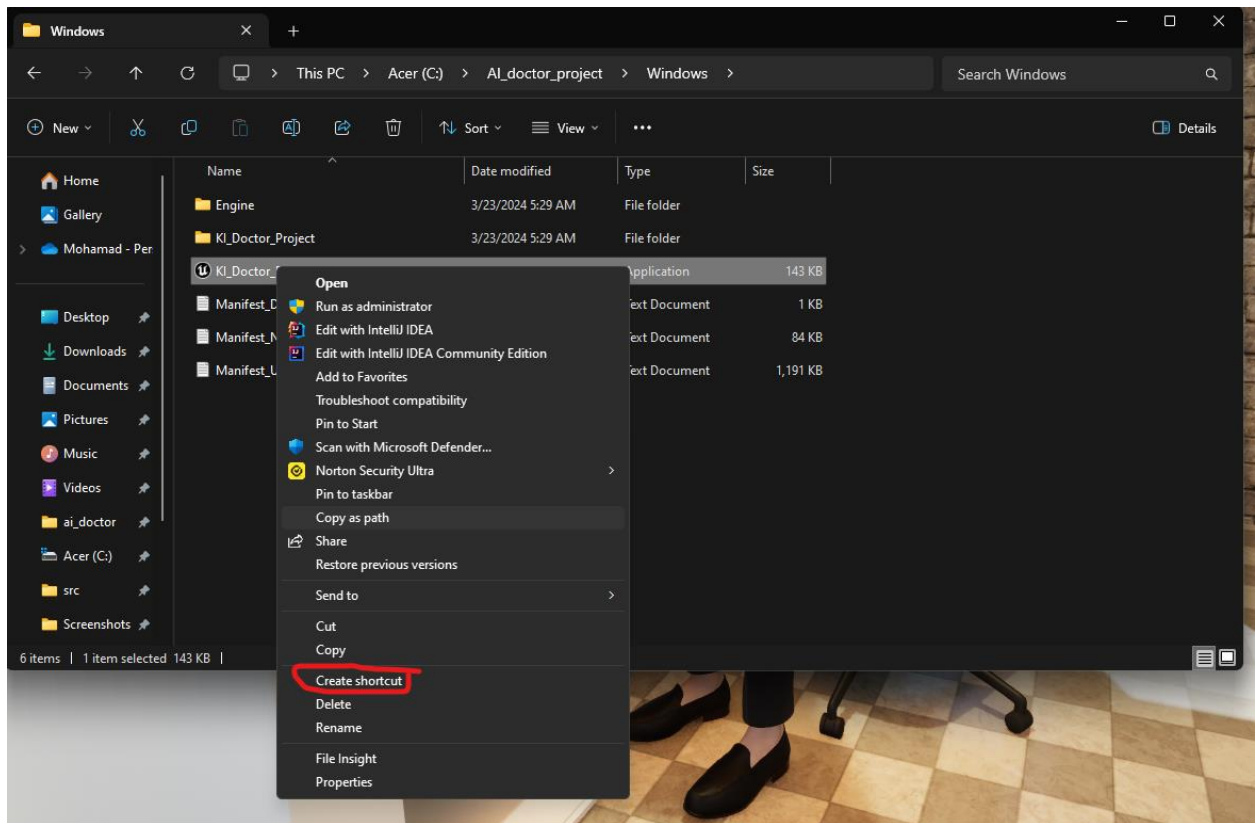 Windows
This PC > Acer (C:) > AI_doctor_project > Windows >
Search Windows
New
Sort
View
Details
Name Date modified Type Size
Home
Gallery
Mohamad - Per
Desktop
Downloads
Documents
Pictures
Music
Videos
ai_doctor
Acer (C:)
src
Screenshots
Engine 3/23/2024 5:29 AM File folder
KI_Doctor_Project 3/23/2024 5:29 AM File folder
KI_Doctor_ Application 143 KB
Manifest_D Text Document 1 KB
Manifest_N Text Document 84 KB
Manifest_U Text Document 1,191 KB
Open
Run as administrator
Edit with IntelliJ IDEA
Edit with IntelliJ IDEA Community Edition
Add to Favorites
Troubleshoot compatibility
Pin to Start
Scan with Microsoft Defender...
Norton Security Ultra
Pin to taskbar
Copy as path
Share
Restore previous versions
Send to
Cut
Copy
Create shortcut
Delete
Rename
File Insight
Properties
6 items | 1 item selected 143 KB |